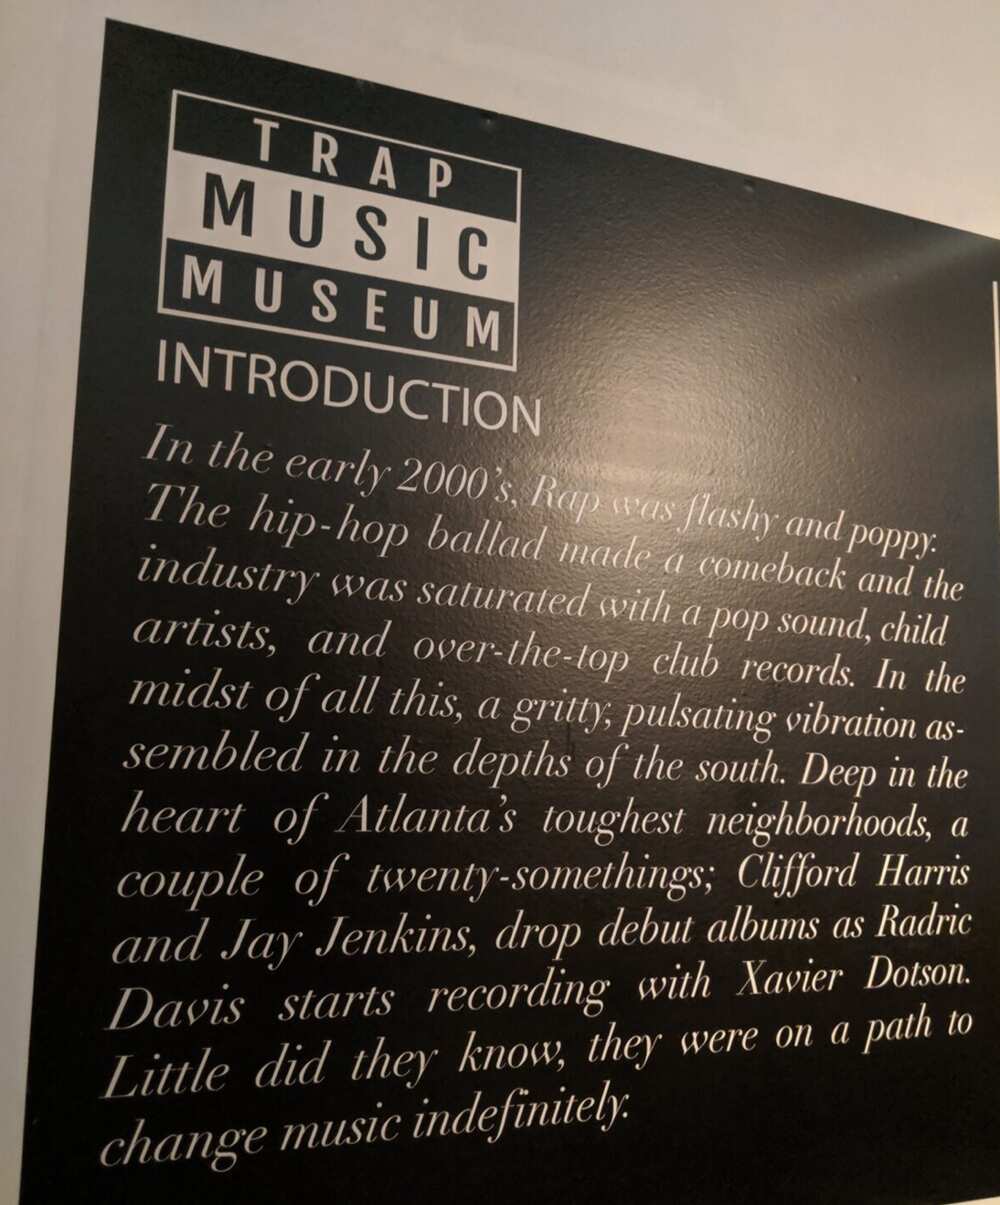 TRAP
MUSIC
MUSEUM
INTRODUCTION
In the early 2000's, Rap was flashy and poppy.
The hip-hop ballad made a comeback and the
industry was saturated with a pop sound, child
artists, and over-the-top club records. In the
midst of all this, a gritty, pulsating vibration as-
sembled in the depths of the south. Deep in the
heart of Atlanta's toughest neighborhoods, a
couple of twenty-somethings; Clifford Harris
and Jay Jenkins, drop debut albums as Radric
Davis starts recording with Xavier Dotson.
Little did they know, they were on a path to
change music indefinitely.